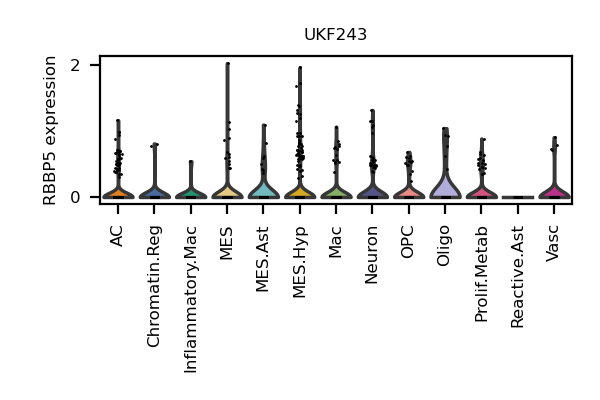 UKF243
RBBP5 expression
2
0
AC
Chromatin.Reg
Inflammatory.Mac
MES
MES.Ast
MES.Hyp
Mac
Neuron
OPC
Oligo
Prolif.Metab
Reactive.Ast
Vasc